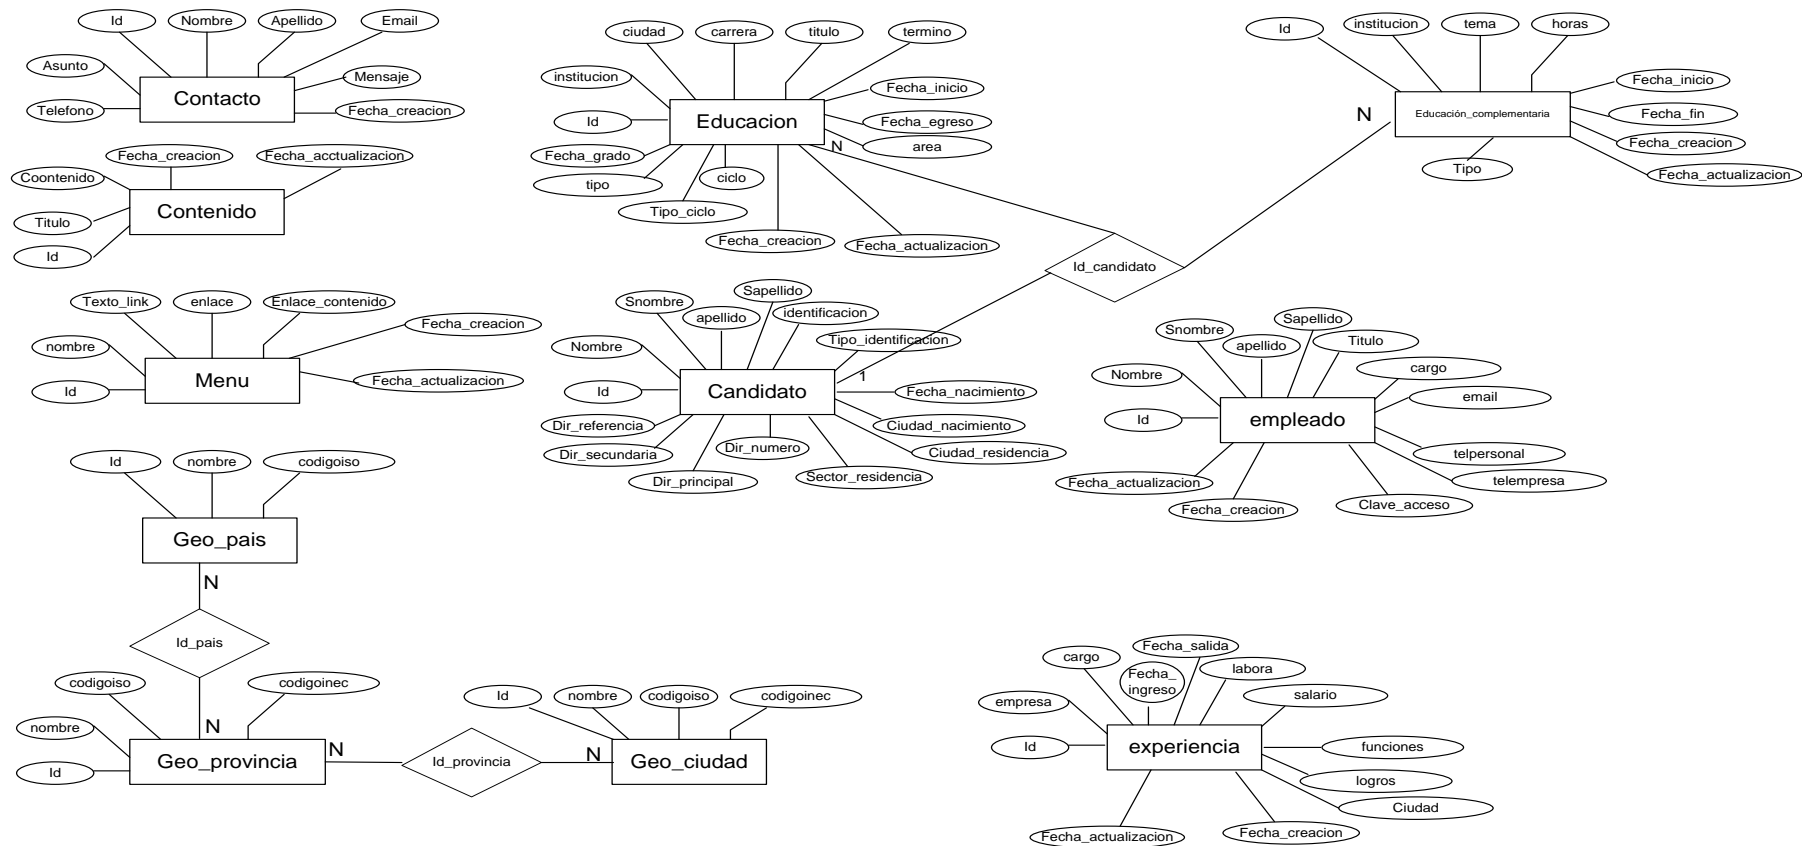 Id
Nombre
Apellido
Email
Asunto
Mensaje
Telefono
Fecha_creacion
Contacto
Fecha_creacion
Fecha_acctualizacion
Coontenido
Titulo
Id
Contenido
Texto_link
enlace
Enlace_contenido
Fecha_creacion
nombre
Fecha_actualizacion
Id
Menu
Id
nombre
codigoiso
Geo_pais
N
Id_pais
N
codigoiso
codigoinec
nombre
Id
Geo_provincia
N
Id_provincia
N
Id
nombre
codigoiso
codigoinec
Geo_ciudad
ciudad
carrera
titulo
termino
institucion
Fecha_inicio
Id
Fecha_egreso
Fecha_grado
area
tipo
ciclo
Tipo_ciclo
Fecha_creacion
Fecha_actualizacion
Educacion
N
Id_candidato
N
1
Id
institucion
tema
horas
Fecha_inicio
Fecha_fin
Fecha_creacion
Fecha_actualizacion
Tipo
Educación_complementaria
Snombre
Sapellido
apellido
identificacion
Tipo_identificacion
Nombre
Id
Fecha_nacimiento
Dir_referencia
Ciudad_nacimiento
Dir_secundaria
Dir_numero
Ciudad_residencia
Dir_principal
Sector_residencia
Candidato
Snombre
Sapellido
apellido
Titulo
cargo
Nombre
email
Id
telpersonal
Fecha_actualizacion
telempresa
Fecha_creacion
Clave_acceso
empleado
cargo
Fecha_salida
Fecha_
ingreso
labora
salario
empresa
Id
funciones
logros
Ciudad
Fecha_actualizacion
Fecha_creacion
experiencia